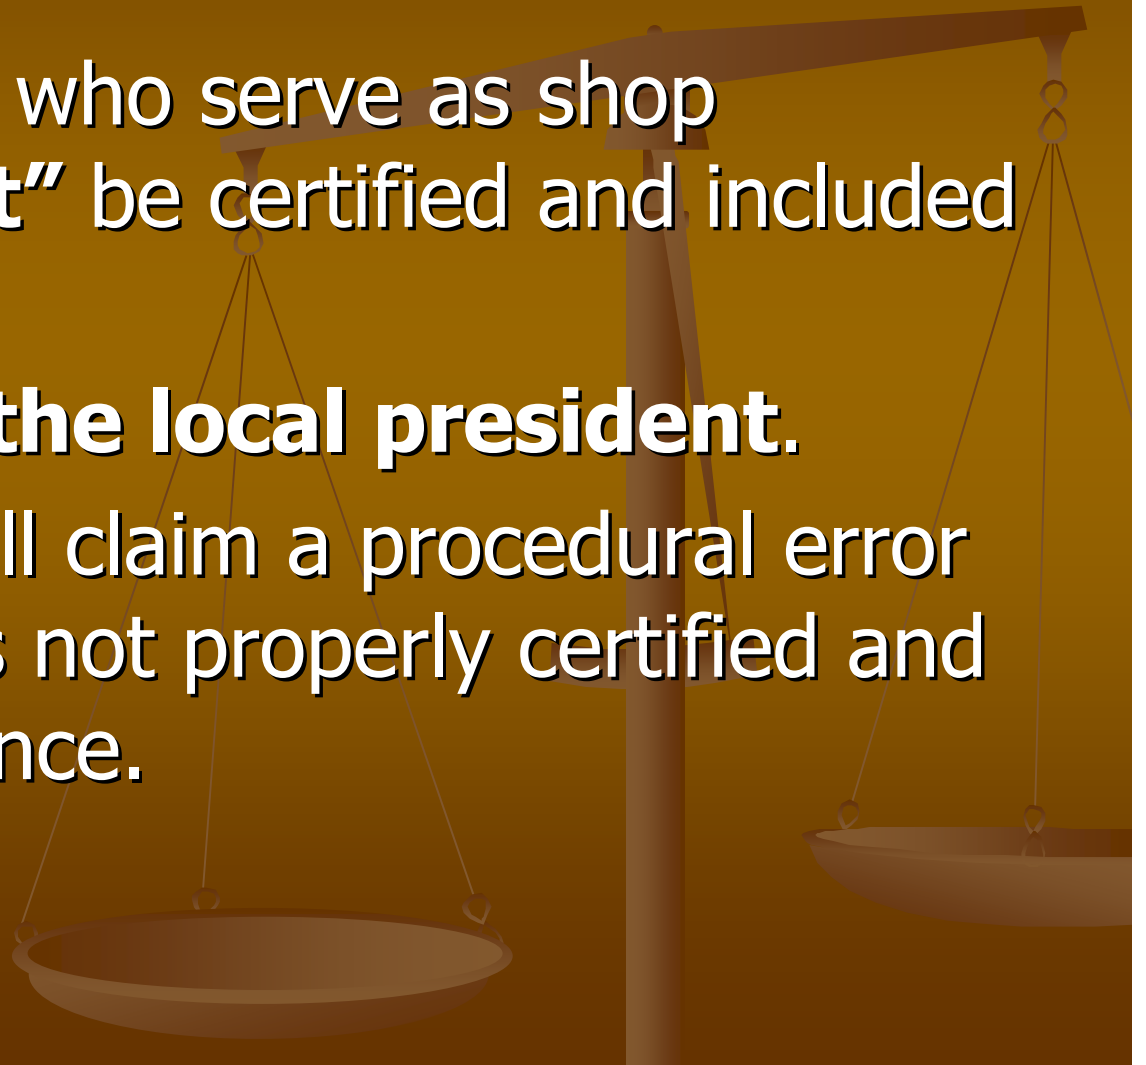 who serve as shop
t” be certified and included
the local president.
ll claim a procedural error
s not properly certified and
nce.